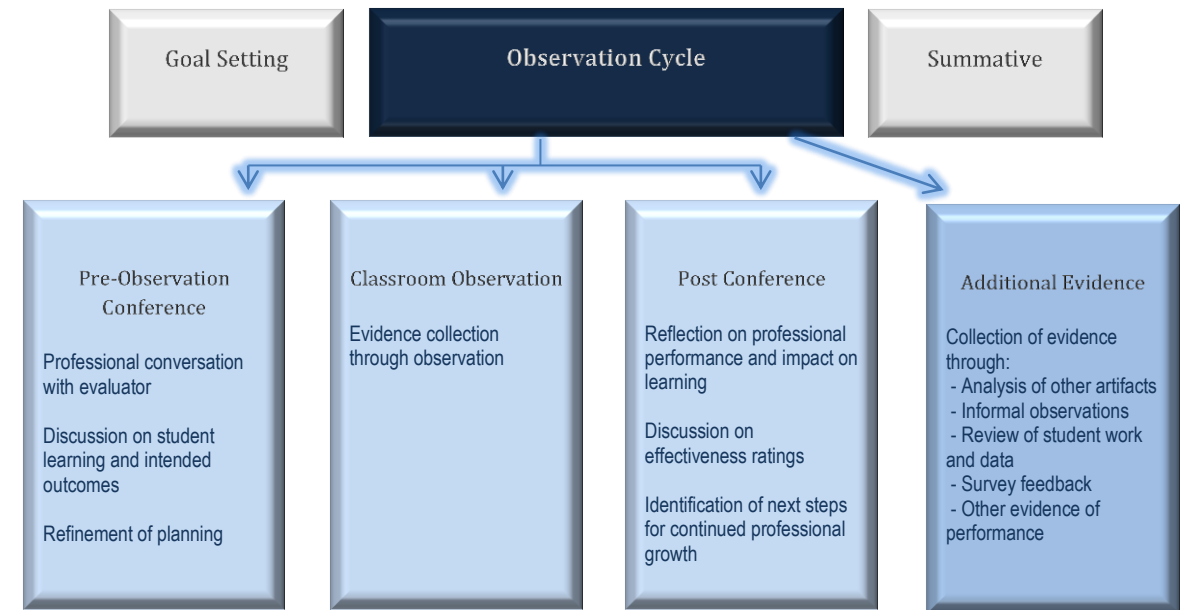 Goal Setting
Observation Cycle
Summative
Pre-Observation
Conference
Professional conversation
with evaluator
Discussion on student
learning and intended
outcomes
Refinement of planning
Classroom Observation
Evidence collection
through observation
Post Conference
Reflection on professional
performance and impact on
learning
Discussion on
effectiveness ratings
Identification of next steps
for continued professional
growth
Additional Evidence
Collection of evidence
through:
- Analysis of other artifacts
- Informal observations
- Review of student work
and data
- Survey feedback
- Other evidence of
performance